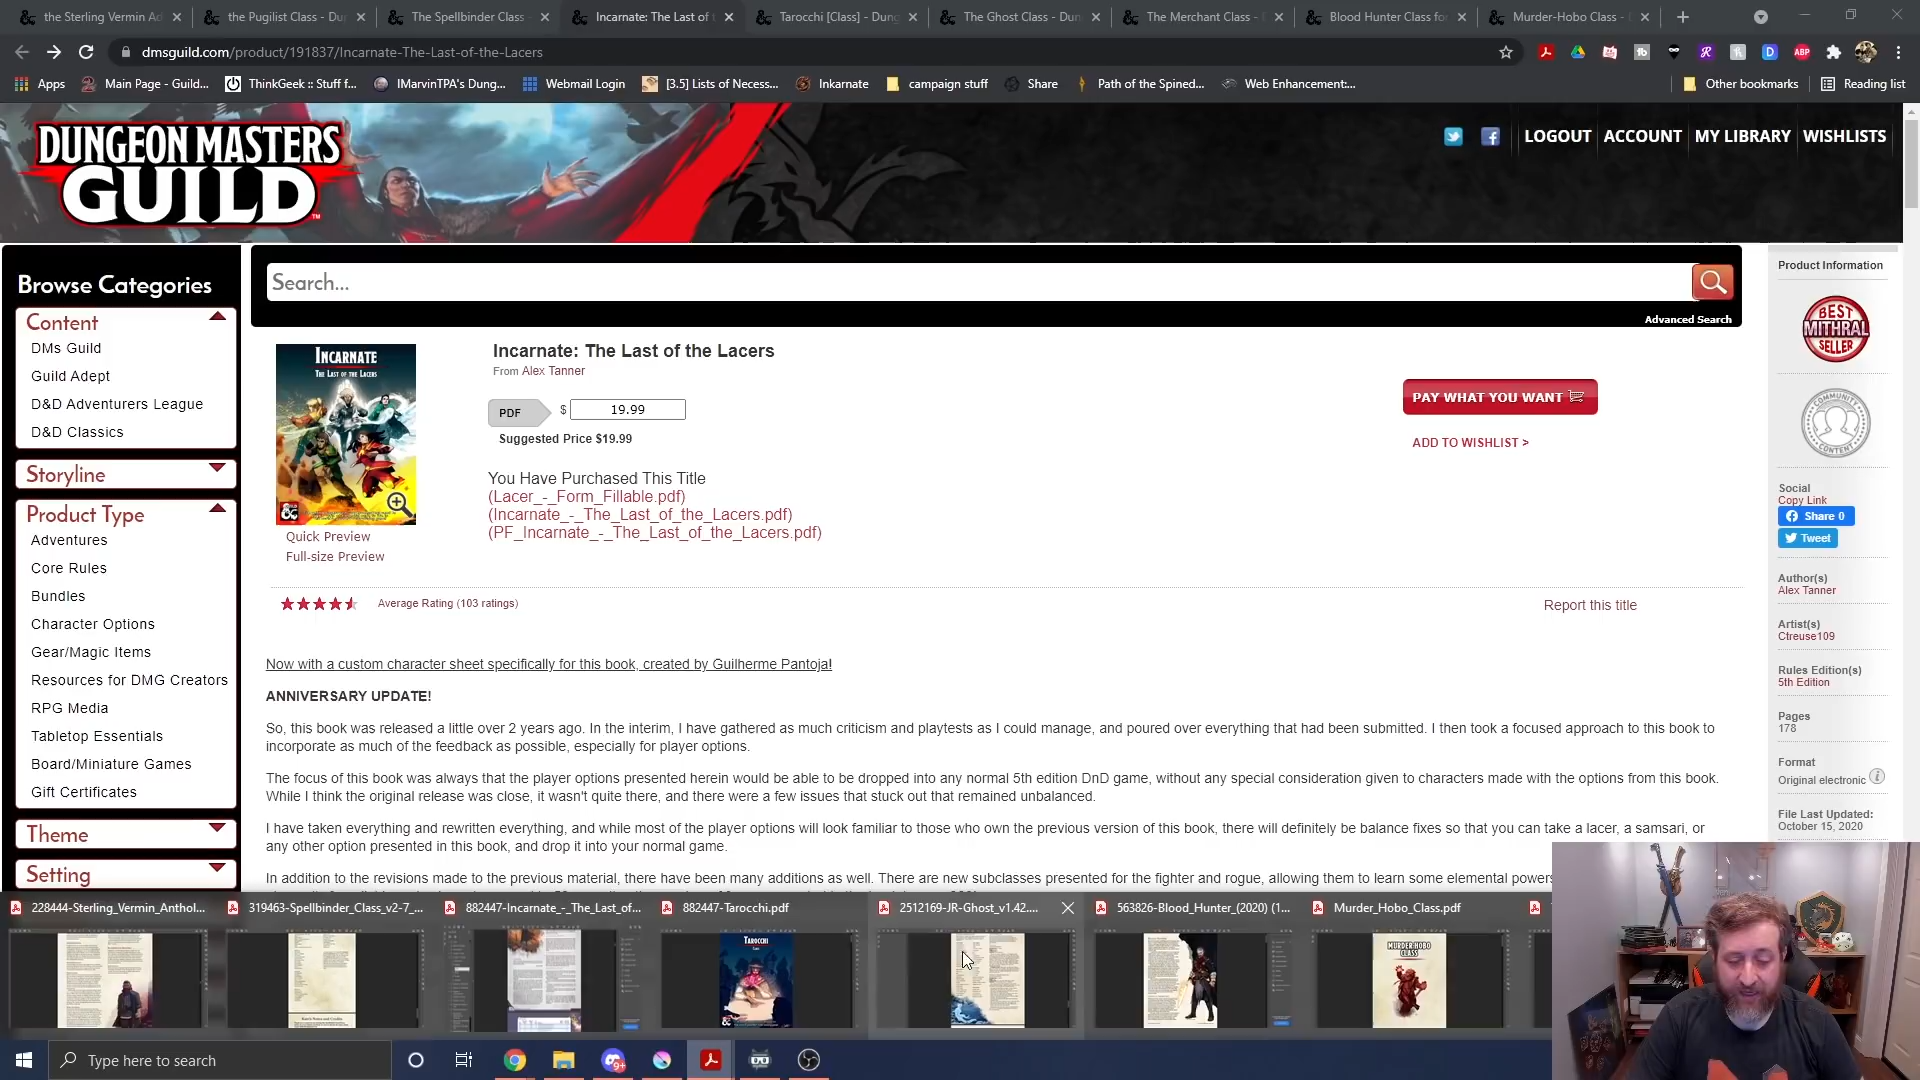 the Sterling Vermin Ad
the Pugilist Class - Du
The Spellbinder Class
Incarnate: The Last of t
Tarocchi [Class] - Dung
The Ghost Class - Dun
The Merchant Class -
Blood Hunter Class fo
Murder-Hobo Class -
dmsguild.com/product/191837/Incarnate-The-Last-of-the-Lacers
Apps
Main Page - Guild...
ThinkGeek :: Stuff f...
IMarvinTPA's Dung...
Webmail Login
[3.5] Lists of Necess...
Inkarnate
campaign stuff
Share
Path of the Spined...
Web Enhancement...
Other bookmarks
Reading list
DUNGEON MASTERS
GUILD
LOGOUT ACCOUNT MY LIBRARY WISHLISTS
Browse Categories
Content
DMs Guild
Guild Adept
D&D Adventurers League
D&D Classics
Storyline
Product Type
Adventures
Core Rules
Bundles
Character Options
Gear/Magic Items
Resources for DMG Creators
RPG Media
Tabletop Essentials
Board/Miniature Games
Gift Certificates
Theme
Setting
Search...
Advanced Search
INCARNATE
THE LAST OF THE LACERS
Quick Preview
Full-size Preview
Incarnate: The Last of the Lacers
From Alex Tanner
PDF $ 19.99
Suggested Price $19.99
PAY WHAT YOU WANT
ADD TO WISHLIST >
You Have Purchased This Title
(Lacer_-_Form_Fillable.pdf)
(Incarnate_-_The_Last_of_the_Lacers.pdf)
(PF_Incarnate_-_The_Last_of_the_Lacers.pdf)
Average Rating (103 ratings)
Report this title
Now with a custom character sheet specifically for this book, created by Guilherme Pantoja!
ANNIVERSARY UPDATE!
So, this book was released a little over 2 years ago. In the interim, I have gathered as much criticism and playtests as I could manage, and poured over everything that had been submitted. I then took a focused approach to this book to
incorporate as much of the feedback as possible, especially for player options.
The focus of this book was always that the player options presented herein would be able to be dropped into any normal 5th edition DnD game, without any special consideration given to characters made with the options from this book.
While I think the original release was close, it wasn't quite there, and there were a few issues that stuck out that remained unbalanced.
I have taken everything and rewritten everything, and while most of the player options will look familiar to those who own the previous version of this book, there will definitely be balance fixes so that you can take a lacer, a samsari, or
any other option presented in this book, and drop it into your normal game.
In addition to the revisions made to the previous material, there have been many additions as well. There are new subclasses presented for the fighter and rogue, allowing them to learn some elemental powers
Product Information
BEST
MITHRAL
SELLER
COMMUNITY
CONTENT
Social
Copy Link
Share 0
Tweet
Author(s)
Alex Tanner
Artist(s)
Ctreuse109
Rules Edition(s)
5th Edition
Pages
178
Format
Original electronic
File Last Updated:
October 15, 2020
228444-Sterling_Vermin_Anthol...
319463-Spellbinder_Class_v2-7_...
882447-Incarnate_-_The_Last_of...
882447-Tarocchi.pdf
2512169-JR-Ghost_v1.42....
563826-Blood_Hunter_(2020) (1...
Murder_Hobo_Class.pdf
TAROCCHI
MURDER HOBO
CLASS
Type here to search
9+